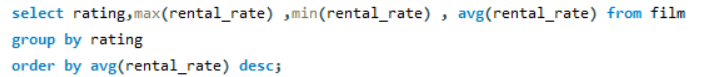 select rating,max(rental_rate) ,min(rental_rate) , avg(rental_rate) from film
group by rating
order by avg(rental_rate) desc;